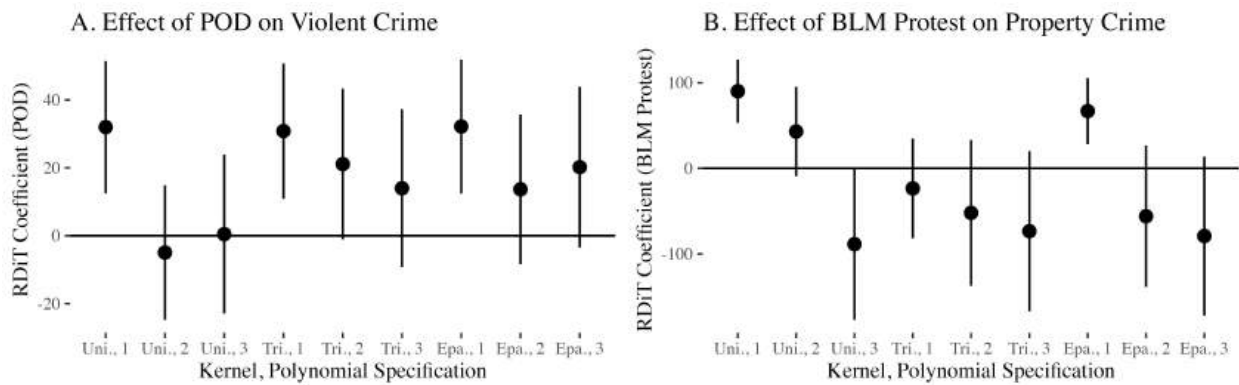 A. Effect of POD on Violent Crime
RDiT Coefficient (POD)
40
20
0
-20
Uni., 1 Uni., 2 Uni., 3 Tri., 1 Tri., 2 Tri., 3 Epa., 1 Epa., 2 Epa., 3
Kernel, Polynomial Specification
B. Effect of BLM Protest on Property Crime
RDiT Coefficient (BLM Protest)
100
0
-100
Uni., 1 Uni., 2 Uni., 3 Tri., 1 Tri., 2 Tri., 3 Epa., 1 Epa., 2 Epa., 3
Kernel, Polynomial Specification